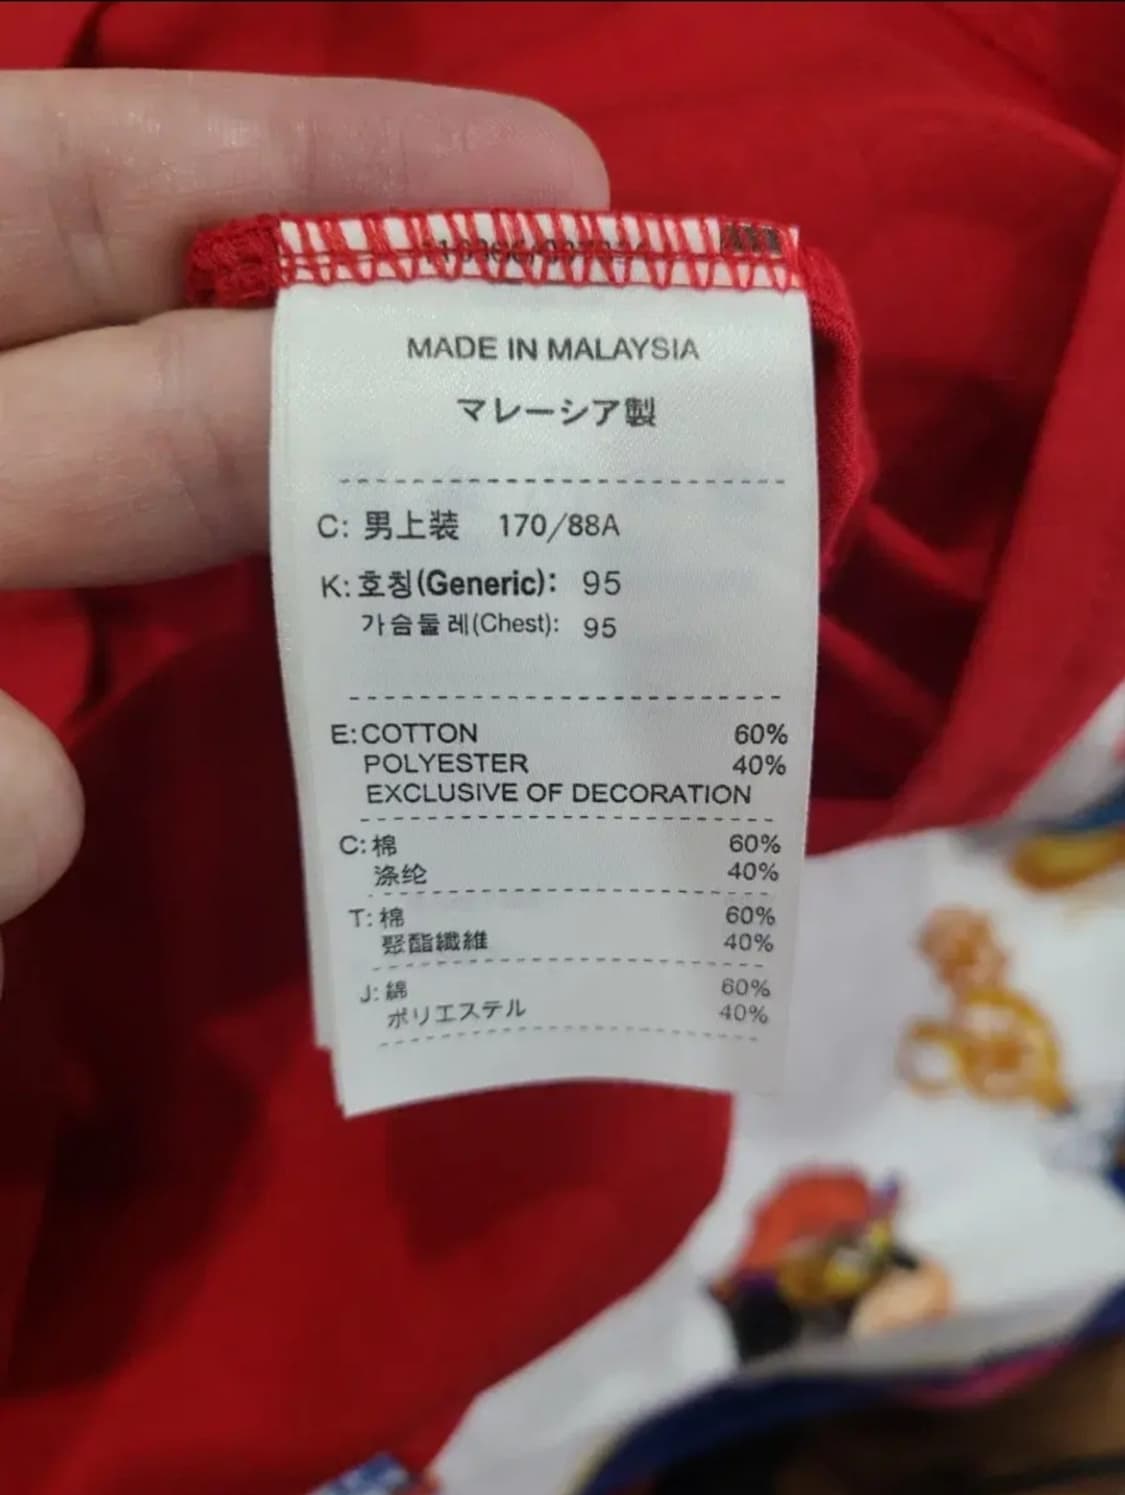 MADE IN MALAYSIA
マレーシア製
C: 男上装 170/88A
K: 호칭(Generic): 95
가슴둘레(Chest): 95
E: COTTON 60%
POLYESTER 40%
EXCLUSIVE OF DECORATION
C: 棉 60%
涤纶 40%
T: 棉 60%
聚酯纖維 40%
J: 綿 60%
ポリエステル 40%